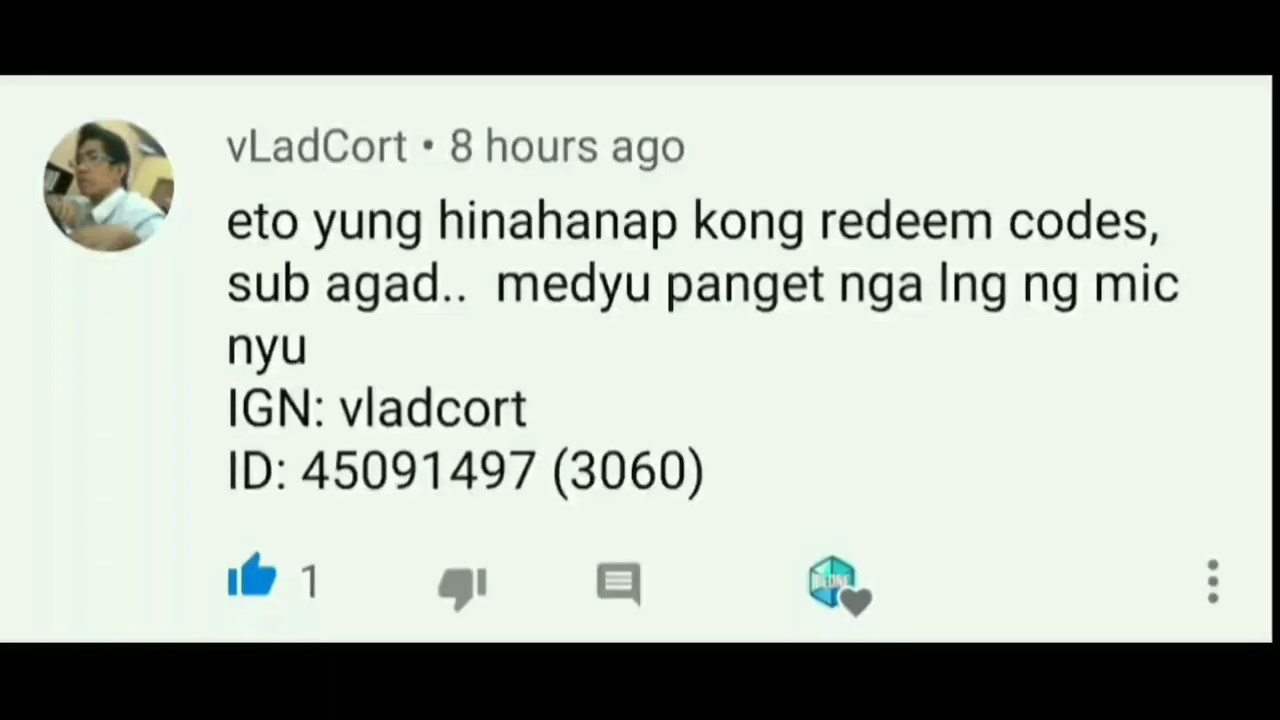 vLadCort • 8 hours ago
eto yung hinahanap kong redeem codes,
sub agad..  medyu panget nga lng ng mic
nyu
IGN: vladcort
ID: 45091497 (3060)
1